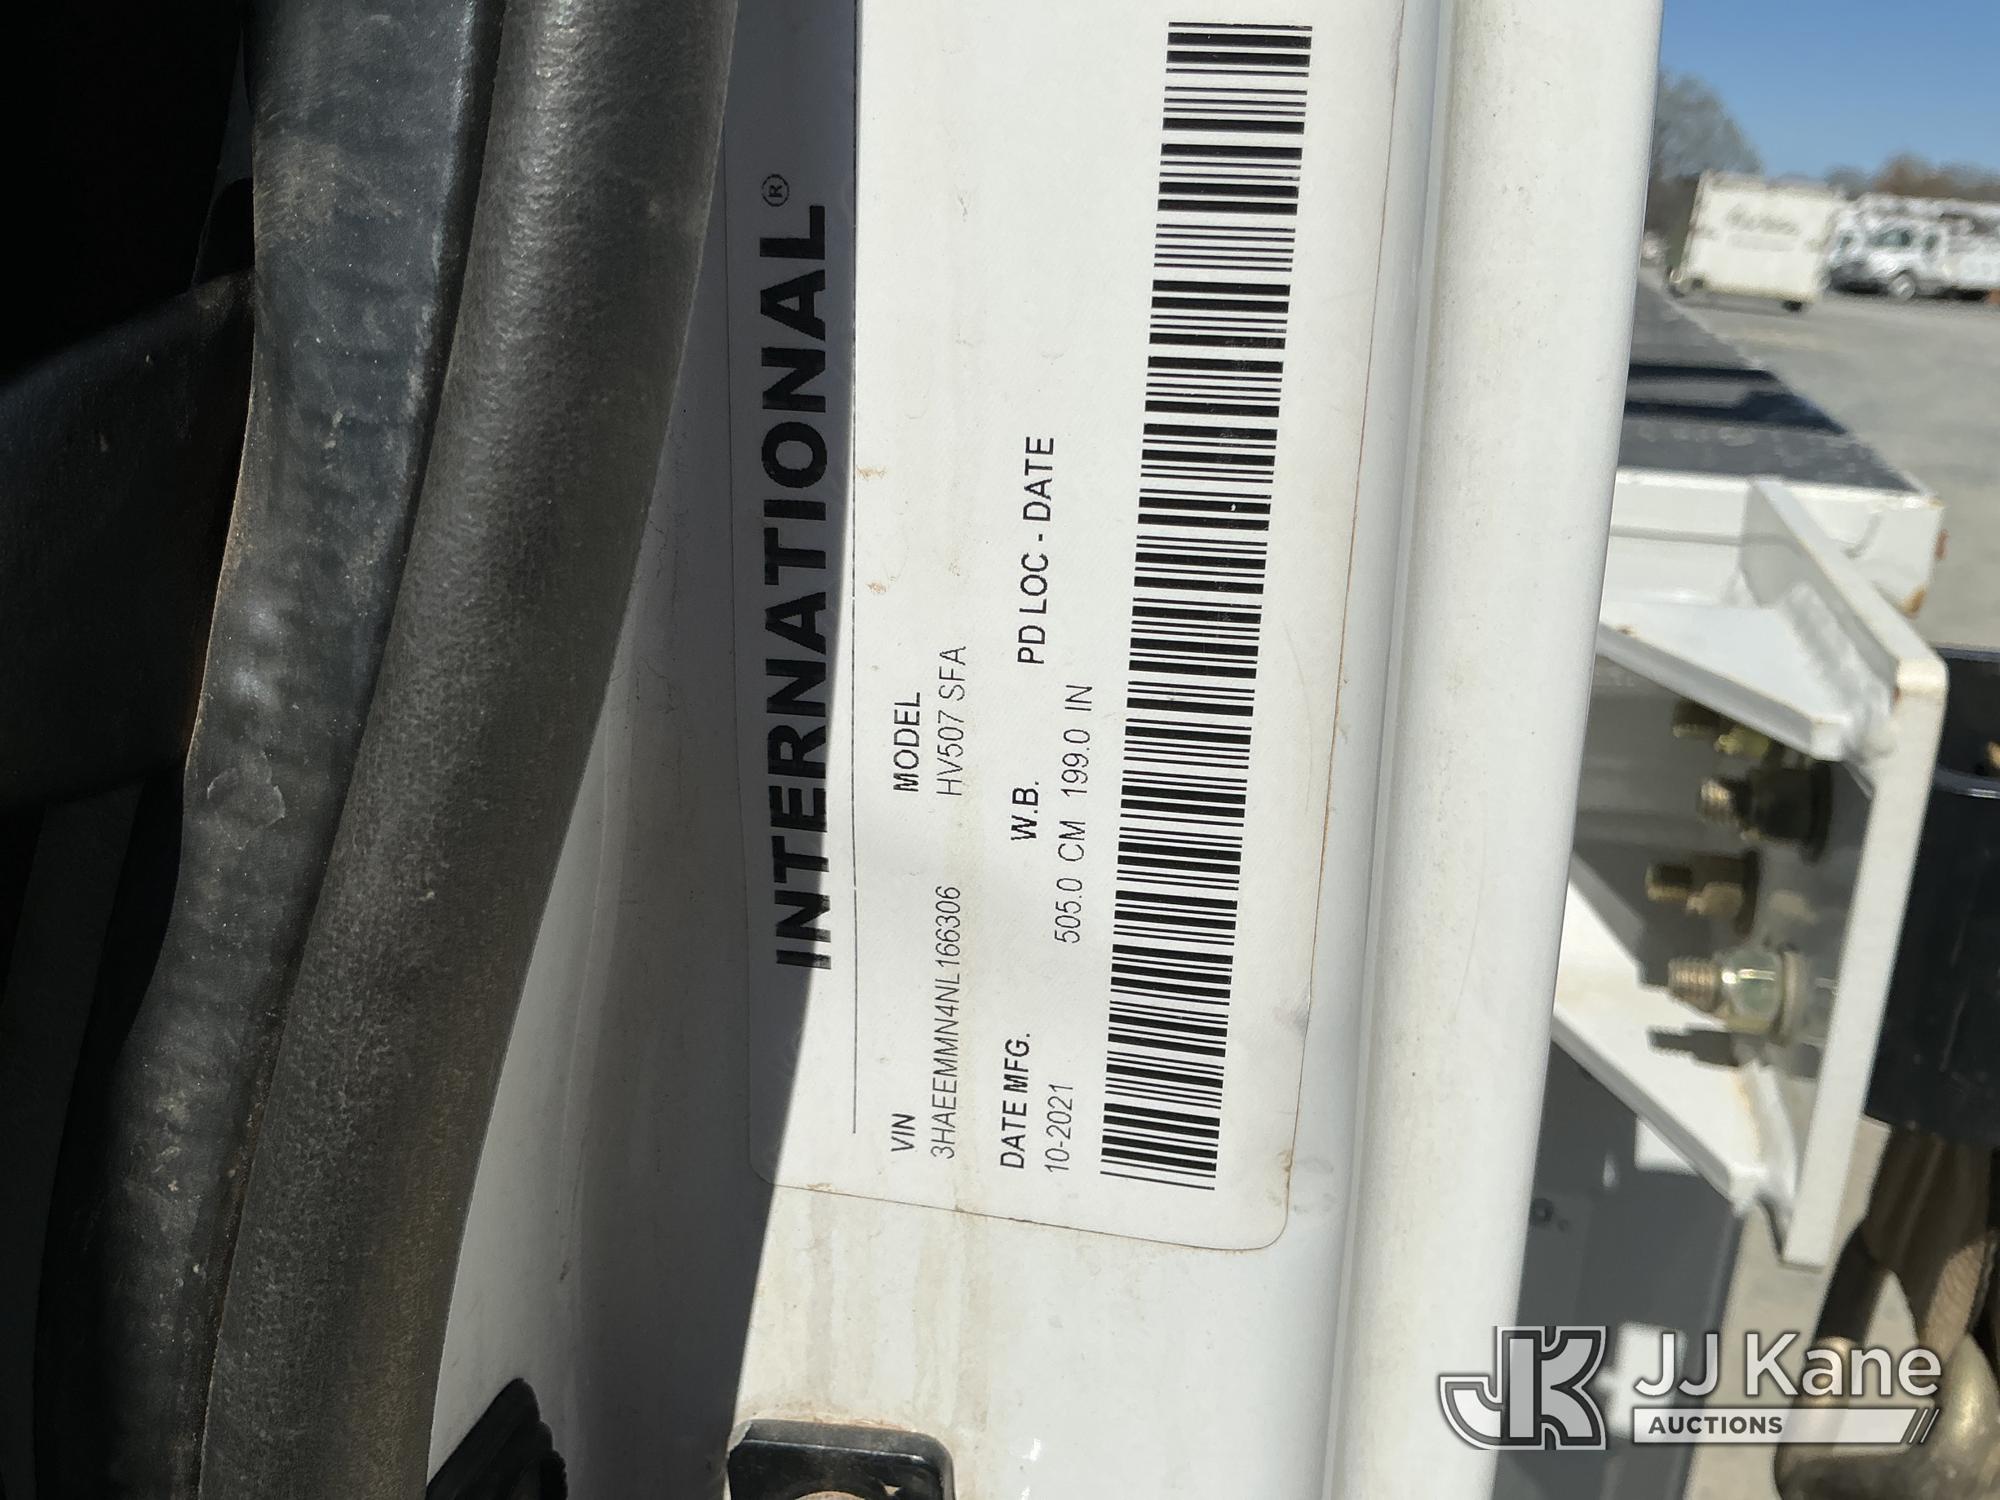 INTERNATIONAL®
VIN MODEL
3HAEEMMN4NL166306 HV507 SFA
DATE MFG. W.B. PD LOC - DATE
10-2021 505.0 CM 199.0 IN
JK JJ Kane
AUCTIONS